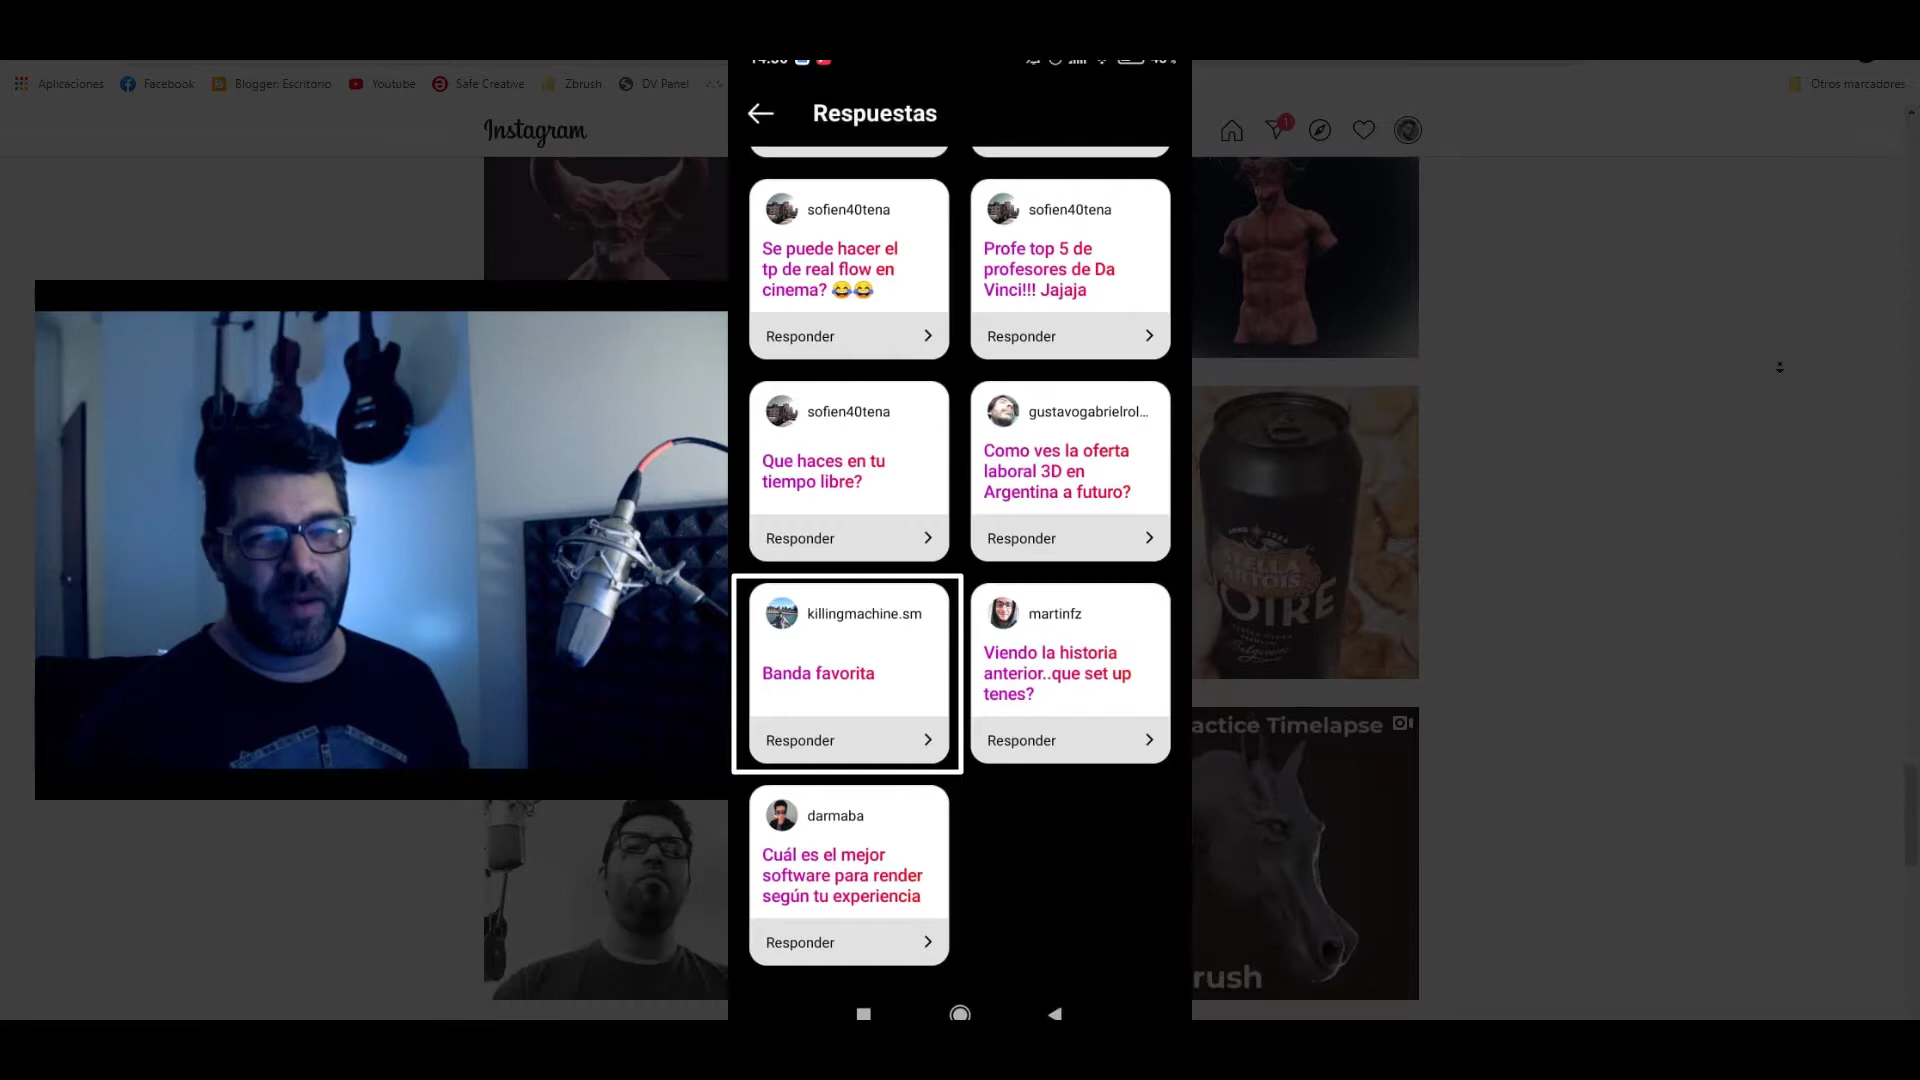 Aplicaciones
Facebook
Blogger: Escritorio
Youtube
Safe Creative
Zbrush
DV Panel
Otros marcadores
Instagram
1
Respuestas
sofien40tena
Se puede hacer el
tp de real flow en
cinema? 😂😂
Responder
sofien40tena
Profe top 5 de
profesores de Da
Vinci!!! Jajaja
Responder
sofien40tena
Que haces en tu
tiempo libre?
Responder
gustavogabrielrol...
Como ves la oferta
laboral 3D en
Argentina a futuro?
Responder
killingmachine.sm
Banda favorita
Responder
martinfz
Viendo la historia
anterior..que set up
tenes?
Responder
darmaba
Cuál es el mejor
software para render
según tu experiencia
Responder
STELLA
ARTOIS
OIRE
actice Timelapse
rush